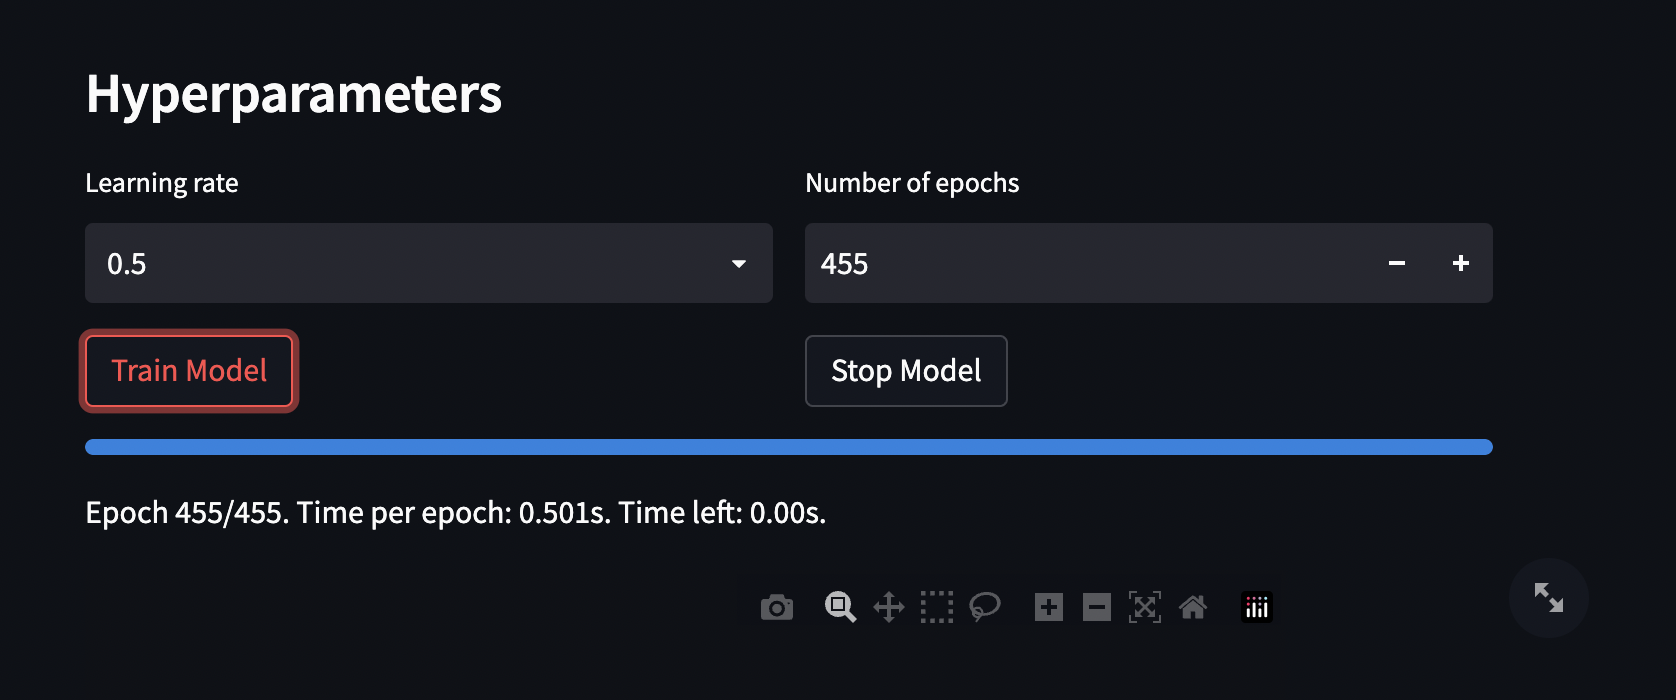 Hyperparameters
Learning rate
Number of epochs
0.5
455
Train Model
Stop Model
Epoch 455/455. Time per epoch: 0.501s. Time left: 0.00s.